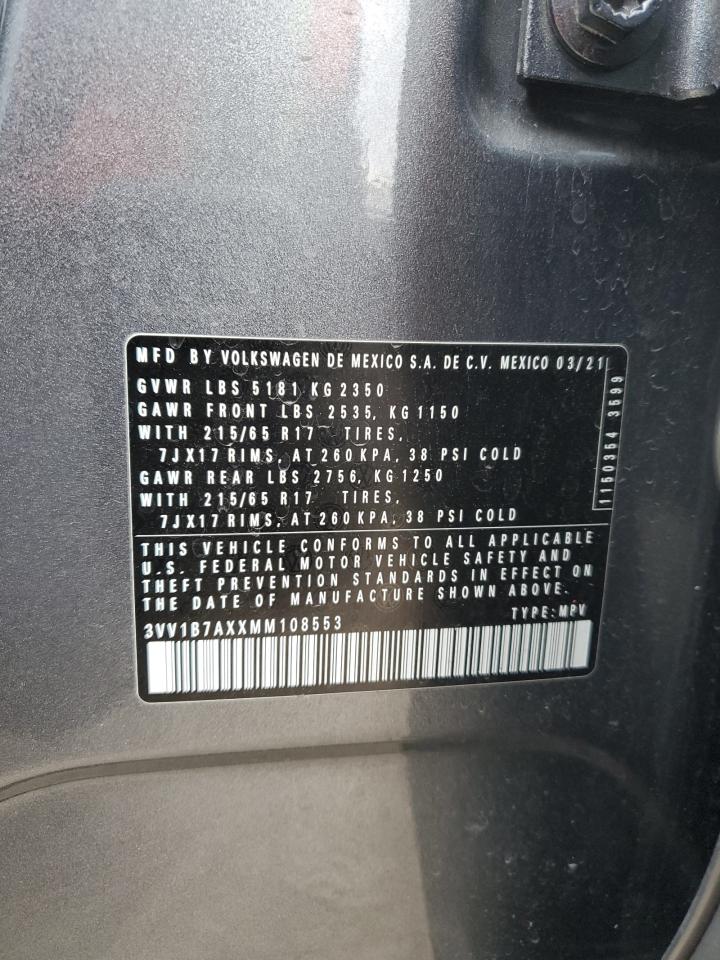 MFD BY VOLKSWAGEN DE MEXICO S.A. DE C.V. MEXICO 03/21
GVWR LBS 5181 KG 2350
GAWR FRONT LBS 2535, KG 1150
WITH 215/65 R17 TIRES,
7JX17 RIMS, AT 260 KPA, 38 PSI COLD
GAWR REAR LBS 2756, KG 1250
WITH 215/65 R17 TIRES,
7JX17 RIMS, AT 260 KPA, 38 PSI COLD
1150354 3599
THIS VEHICLE CONFORMS TO ALL APPLICABLE
U.S. FEDERAL MOTOR VEHICLE SAFETY AND
THEFT PREVENTION STANDARDS IN EFFECT ON
THE DATE OF MANUFACTURE SHOWN ABOVE.
3VV1B7AXXMM108553 TYPE: MPV